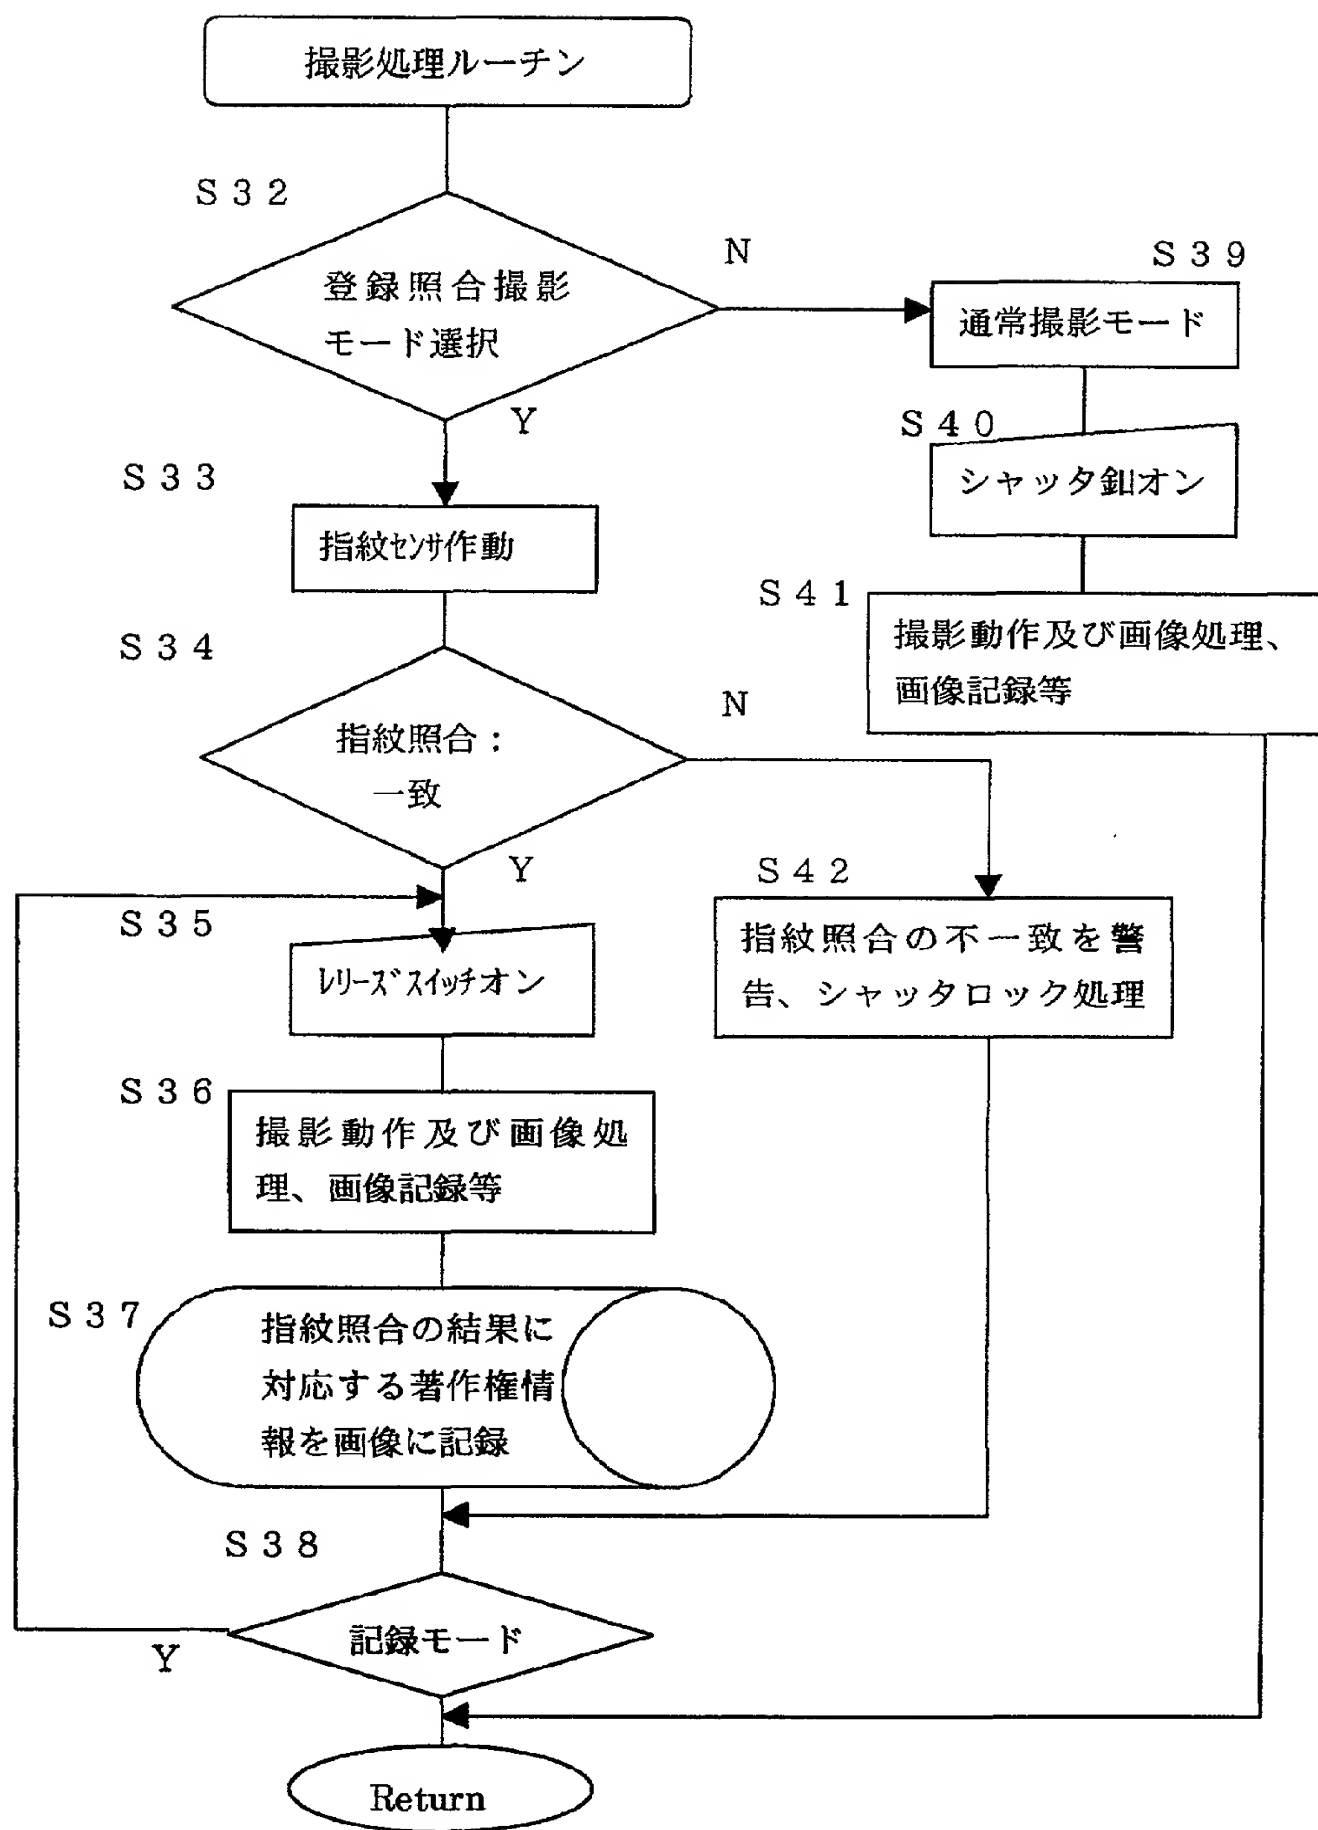 撮影処理ルーチン
Ｓ３２
登録照合撮影
モード選択
Ｎ
Ｙ
Ｓ３９
通常撮影モード
Ｓ４０
シャッタ釦オン
Ｓ４１
撮影動作及び画像処理、
画像記録等
Ｓ３３
指紋ｾﾝｻ作動
Ｓ３４
指紋照合：
一致
Ｎ
Ｙ
Ｓ４２
指紋照合の不一致を警
告、シャッタロック処理
Ｓ３５
ﾚﾘｰｽﾞｽｲｯﾁオン
Ｓ３６
撮影動作及び画像処
理、画像記録等
Ｓ３７
指紋照合の結果に
対応する著作権情
報を画像に記録
Ｓ３８
記録モード
Ｙ
Return